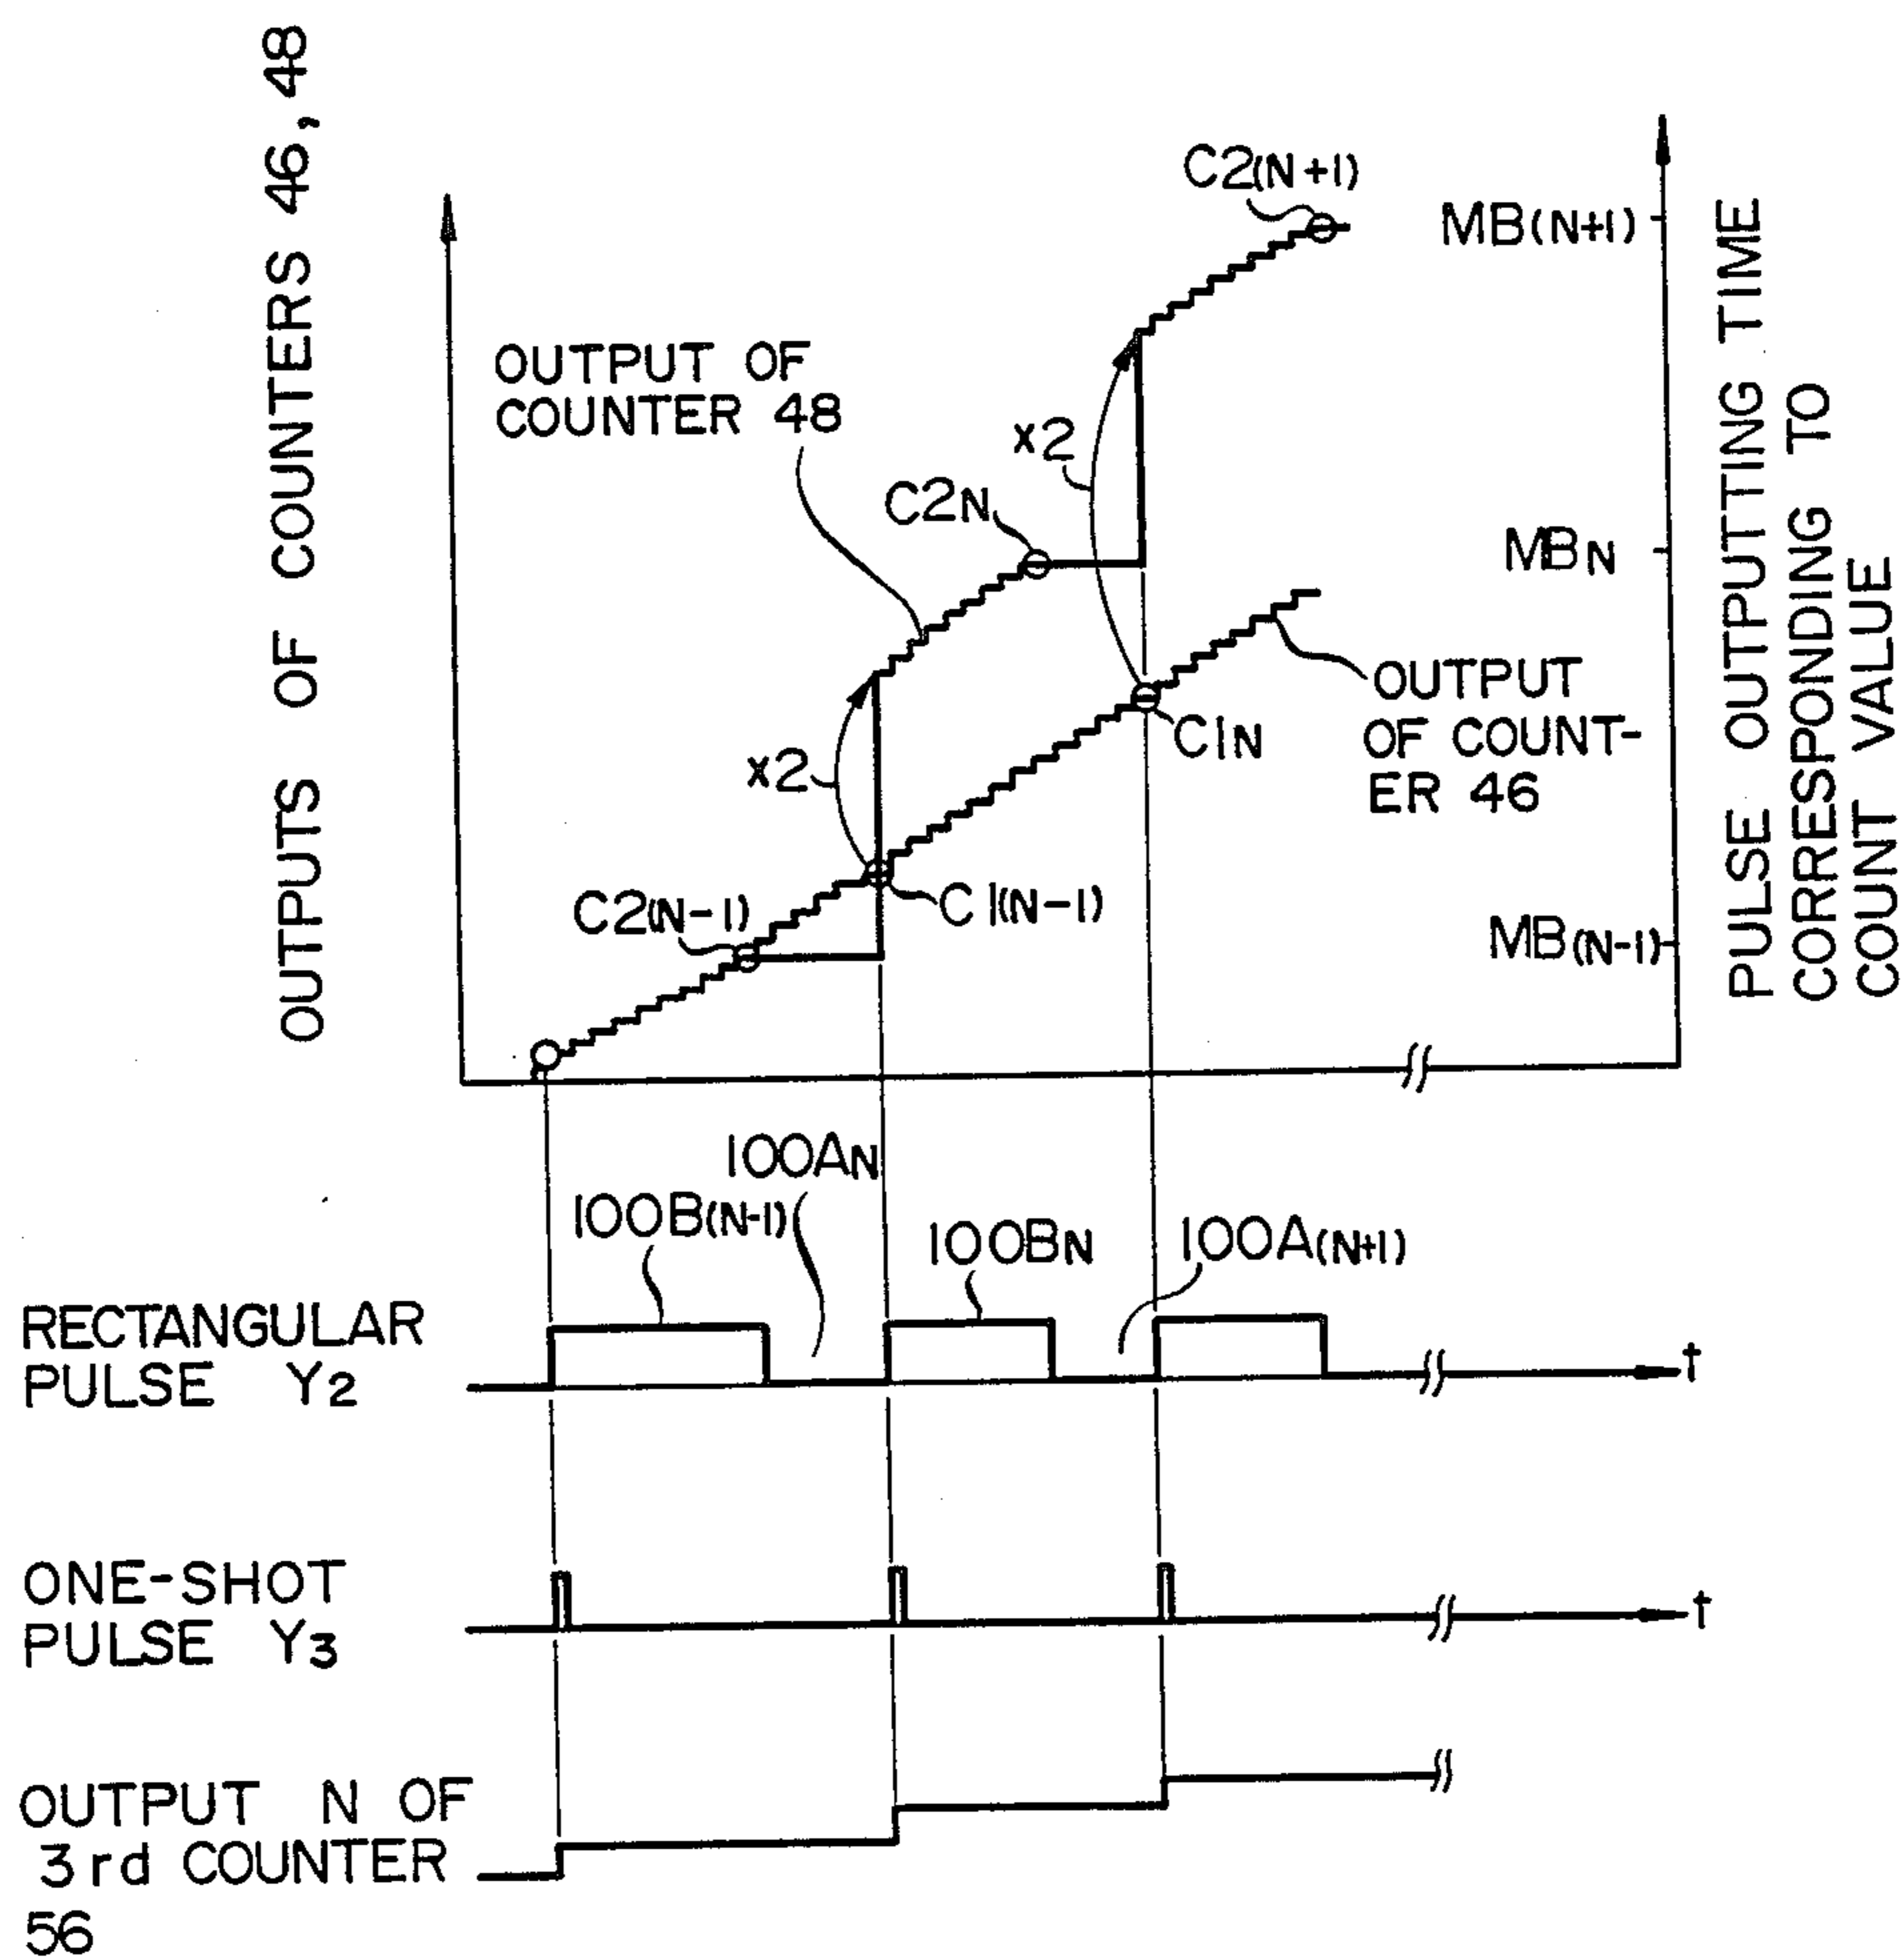 OUTPUTS OF COUNTERS 46, 48
C2(N+1)
MB(N+1)
OUTPUT OF
COUNTER 48
x2
C2N
MBN
OUTPUT
OF COUNT-
ER 46
C1N
x2
C2(N-1)
C1(N-1)
MB(N-1)
PULSE OUTPUTTING TIME
CORRESPONDING TO
COUNT VALUE
100AN
100B(N-1)
100BN
100A(N+1)
RECTANGULAR
PULSE Y2
t
ONE-SHOT
PULSE Y3
t
OUTPUT N OF
3rd COUNTER
56